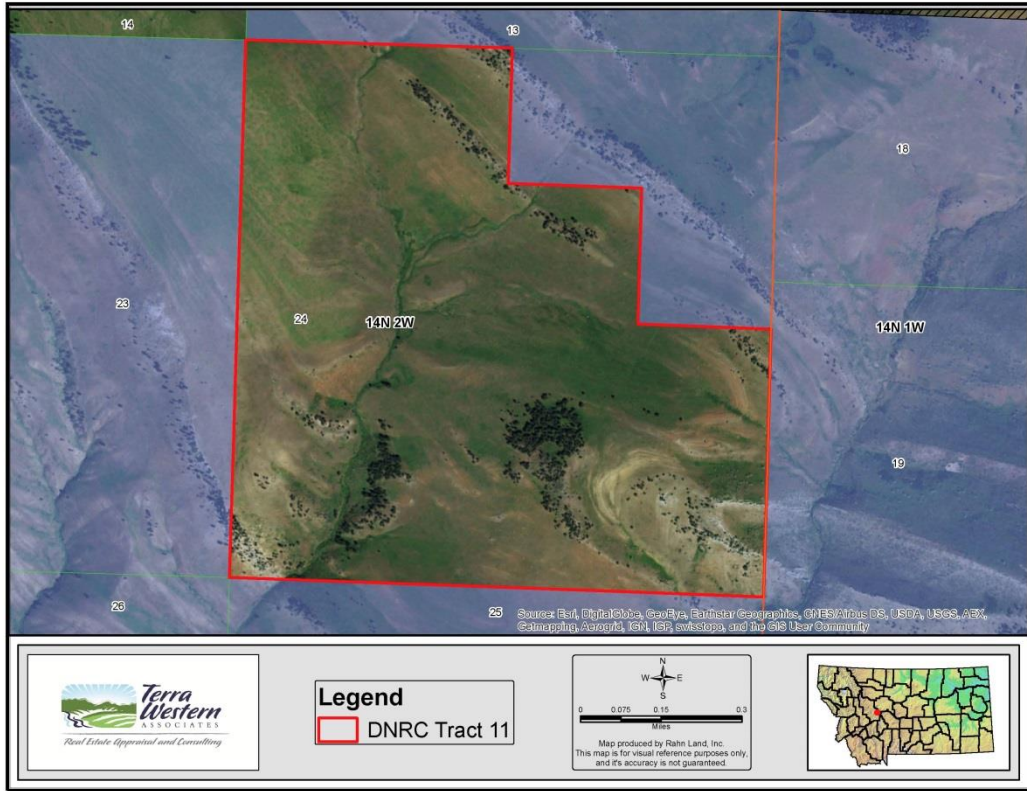 14
13
18
23
24
14N 2W
14N 1W
19
26
25
Source: Esri, DigitalGlobe, GeoEye, Earthstar Geographics, CNES/Airbus DS, USDA, USGS, AEX,
Getmapping, Aerogrid, IGN, IGP, swisstopo, and the GIS User Community
Terra
Western
ASSOCIATES
Real Estate Appraisal and Consulting
Legend
DNRC Tract 11
N
W E
S
0 0.075 0.15 0.3
Miles
Map produced by Rahn Land, Inc.
This map is for visual reference purposes only,
and it's accuracy is not guaranteed.